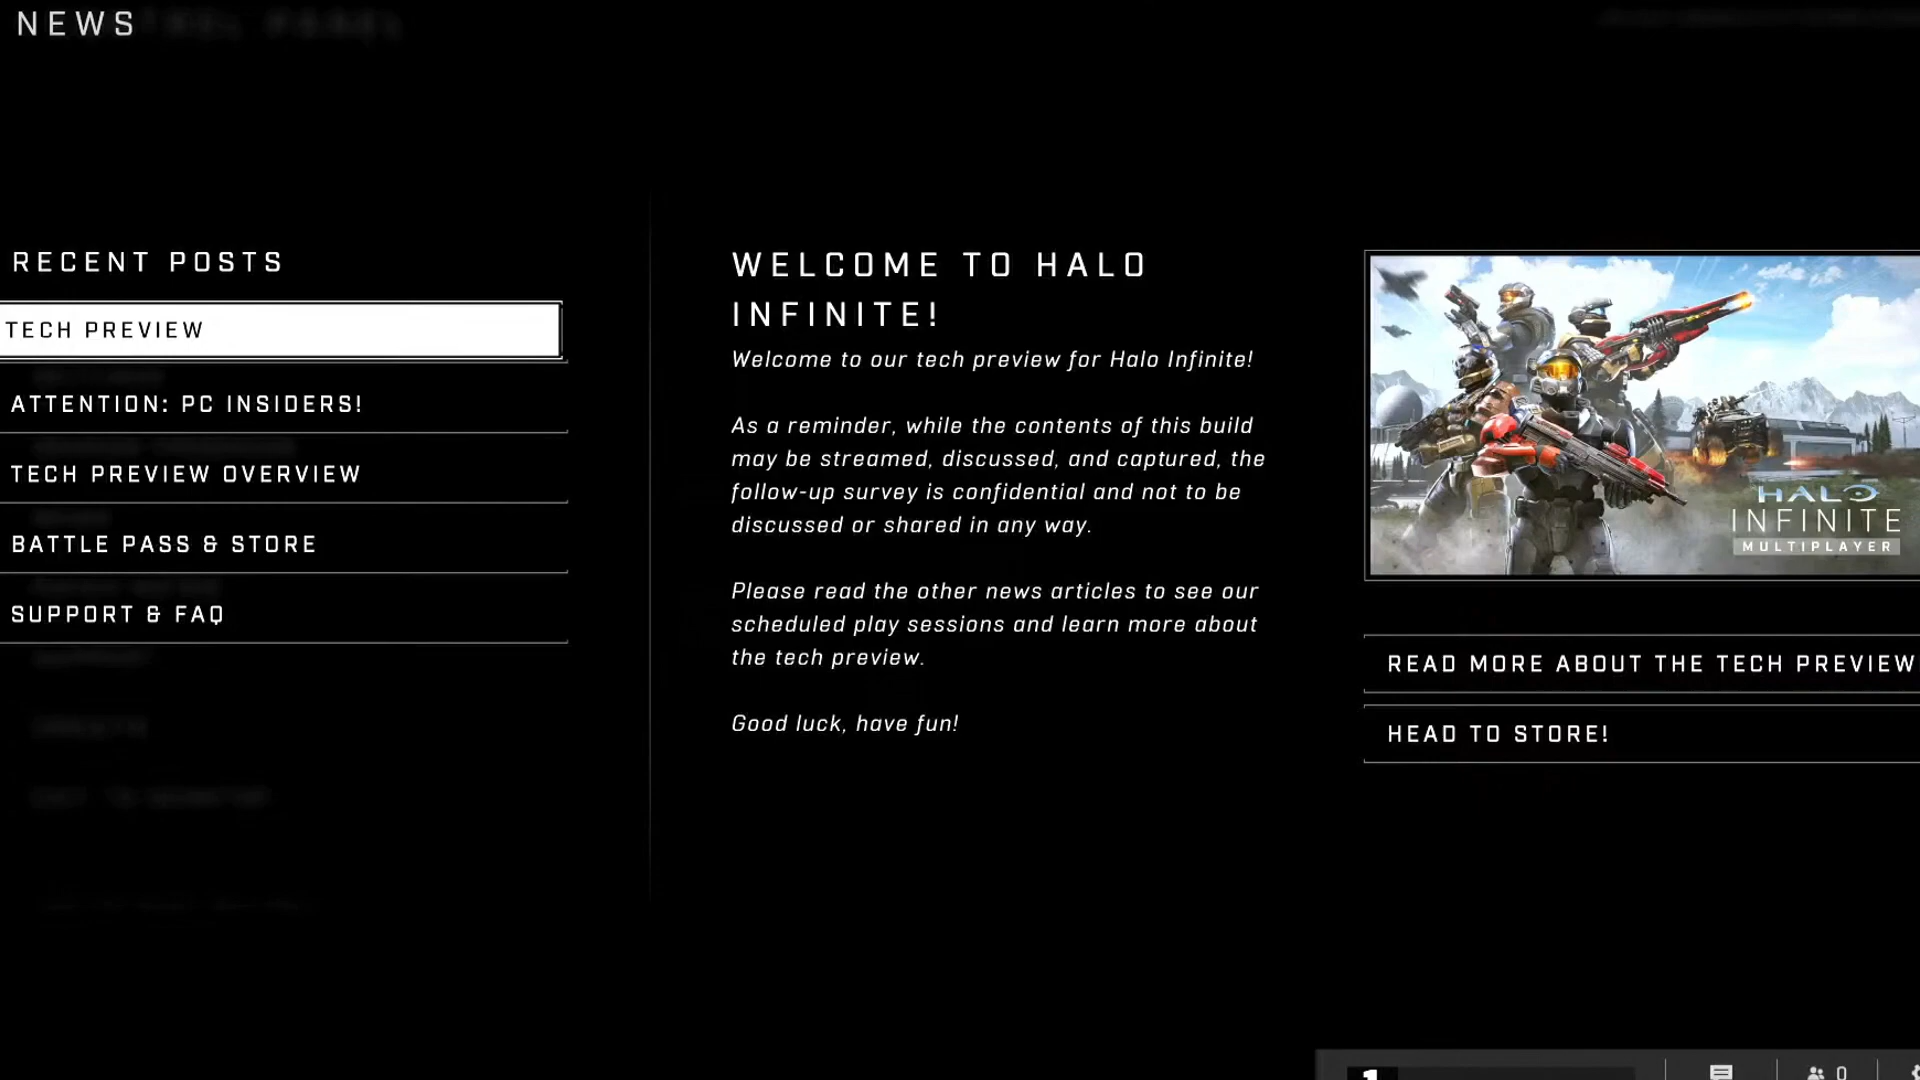 NEWS
RECENT POSTS
TECH PREVIEW
ATTENTION: PC INSIDERS!
TECH PREVIEW OVERVIEW
BATTLE PASS & STORE
SUPPORT & FAQ
WELCOME TO HALO
INFINITE!
Welcome to our tech preview for Halo Infinite!
As a reminder, while the contents of this build
may be streamed, discussed, and captured, the
follow-up survey is confidential and not to be
discussed or shared in any way.
Please read the other news articles to see our
scheduled play sessions and learn more about
the tech preview.
Good luck, have fun!
HALO
INFINITE
MULTIPLAYER
READ MORE ABOUT THE TECH PREVIEW
HEAD TO STORE!
1
0